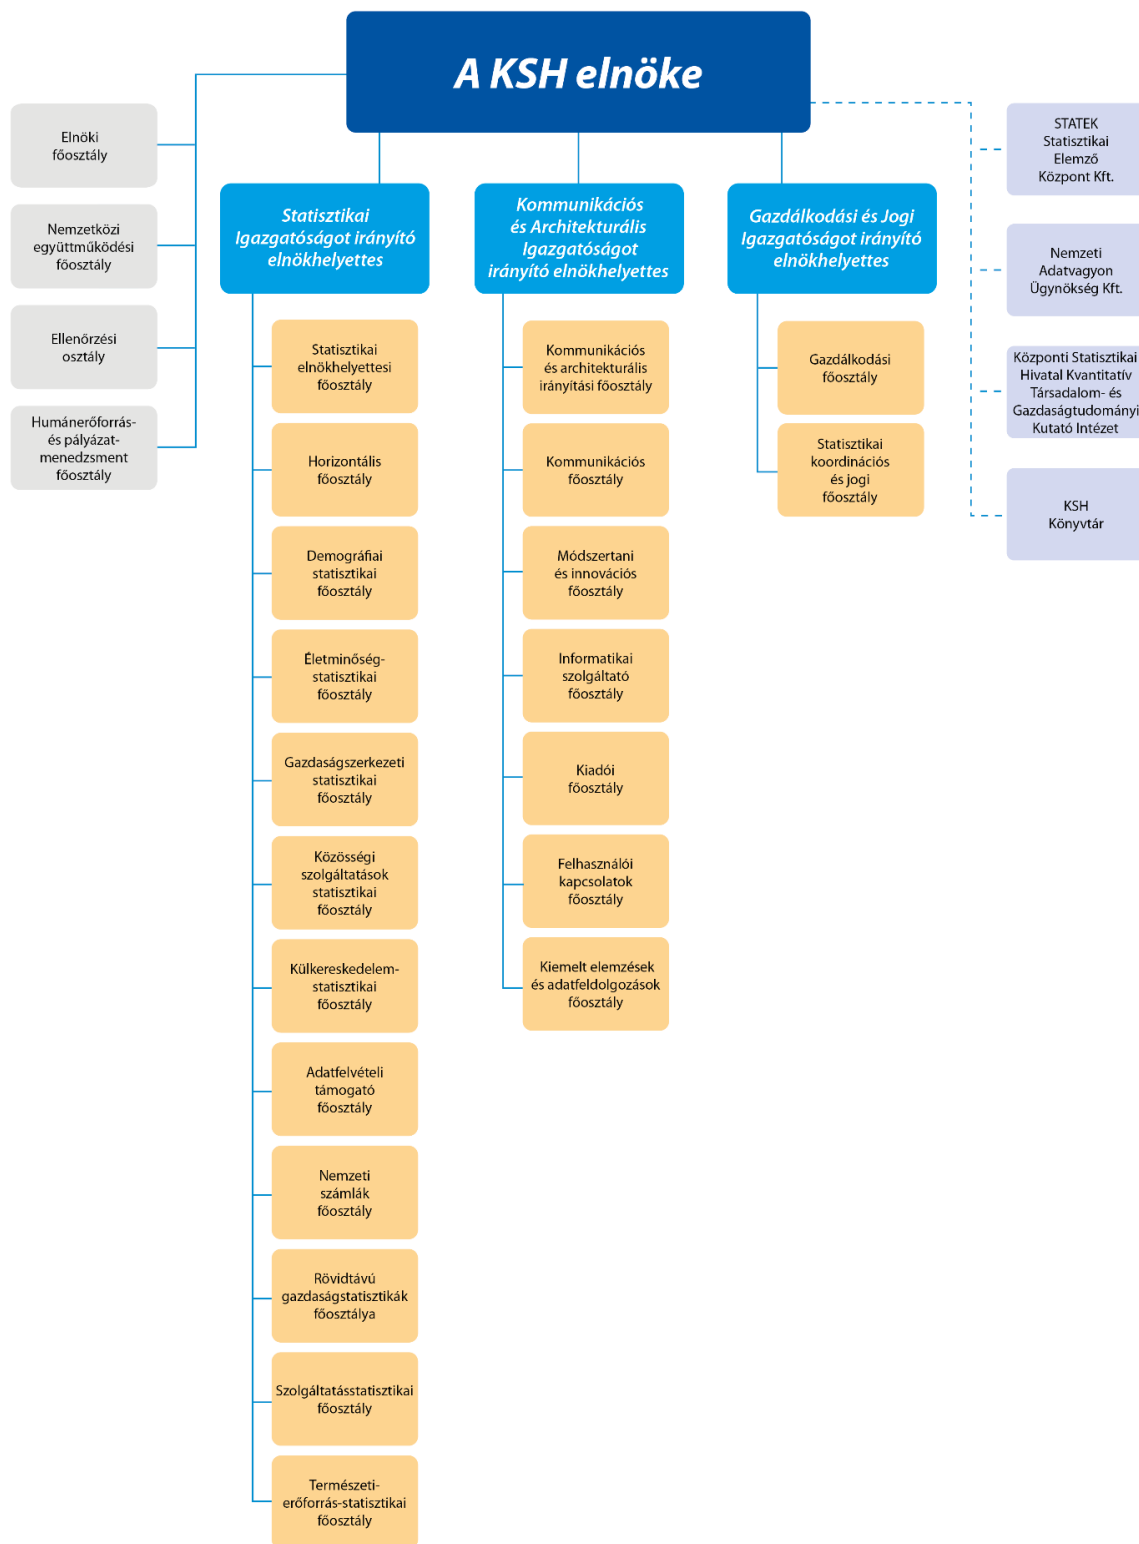 A KSH elnöke
Elnöki
főosztály
Nemzetközi
együttműködési
főosztály
Ellenőrzési
osztály
Humánerőforrás-
és pályázat-
menedzsment
főosztály
Statisztikai
Igazgatóságot irányító
elnökhelyettes
Statisztikai
elnökhelyettesi
főosztály
Horizontális
főosztály
Demográfiai
statisztikai
főosztály
Életminőség-
statisztikai
főosztály
Gazdaságszerkezeti
statisztikai
főosztály
Közösségi
szolgáltatások
statisztikai
főosztály
Külkereskedelem-
statisztikai
főosztály
Adatfelvételi
támogató
főosztály
Nemzeti
számlák
főosztály
Rövidtávú
gazdaságstatisztikák
főosztálya
Szolgáltatásstatisztikai
főosztály
Természeti-
erőforrás-statisztikai
főosztály
Kommunikációs
és Architekturális
Igazgatóságot
irányító elnökhelyettes
Kommunikációs
és architekturális
irányítási főosztály
Kommunikációs
főosztály
Módszertani
és innovációs
főosztály
Informatikai
szolgáltató
főosztály
Kiadói
főosztály
Felhasználói
kapcsolatok
főosztály
Kiemelt elemzések
és adatfeldolgozások
főosztály
Gazdálkodási és Jogi
Igazgatóságot irányító
elnökhelyettes
Gazdálkodási
főosztály
Statisztikai
koordinációs
és jogi
főosztály
STATEK
Statisztikai
Elemző
Központ Kft.
Nemzeti
Adatvagyon
Ügynökség Kft.
Központi Statisztikai
Hivatal Kvantitatív
Társadalom- és
Gazdaságtudományi
Kutató Intézet
KSH
Könyvtár